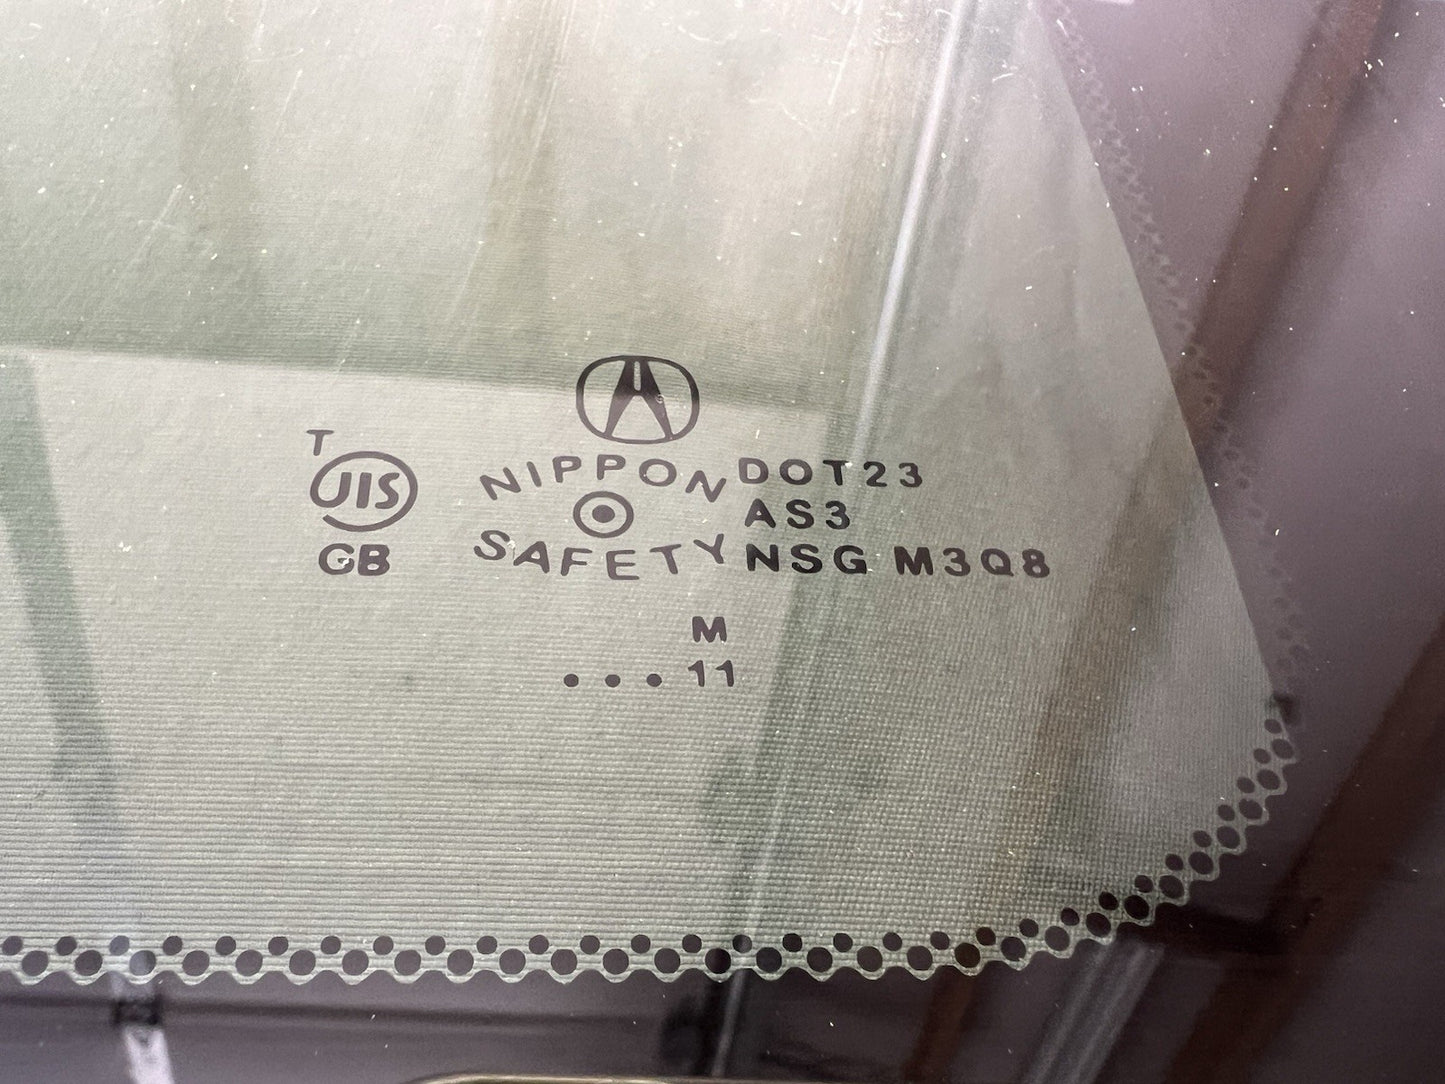 T
JIS
GB
NIPPON
SAFETY
DOT23
AS3
NSG M3Q8
M
•••11